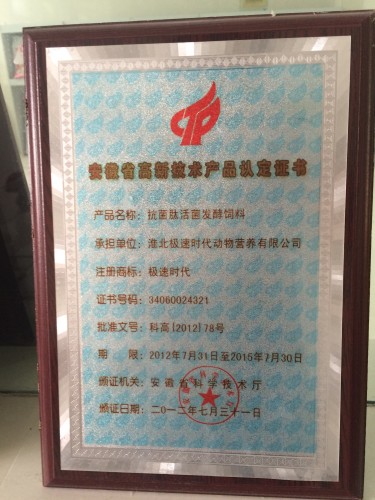 安徽省高新技术产品认定证书
产品名称：抗菌肽活菌发酵饲料
承担单位：淮北极速时代动物营养有限公司
注册商标：极速时代
证书号码：34060024321
批准文号：科高[2012]78号
期 限：2012年7月31日至2015年7月30日
颁证机关：安徽省科学技术厅
颁证日期：二〇一二年七月三十一日